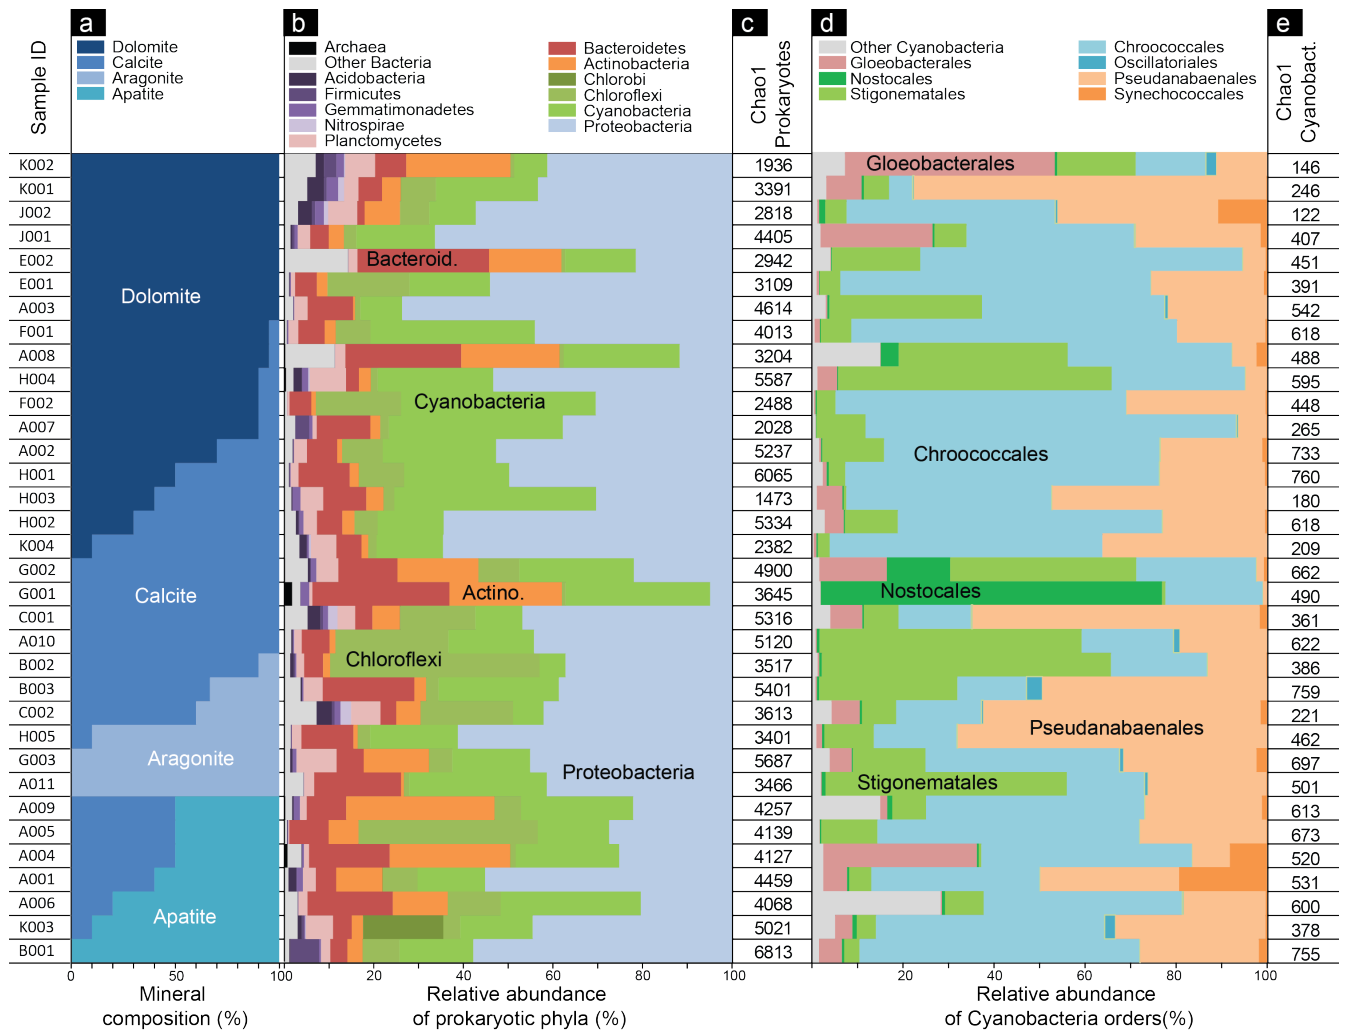 a
b
c
d
e
Sample ID
Dolomite
Calcite
Aragonite
Apatite
Archaea
Other Bacteria
Acidobacteria
Firmicutes
Gemmatimonadetes
Nitrospirae
Planctomycetes
Bacteroidetes
Actinobacteria
Chlorobi
Chloroflexi
Cyanobacteria
Proteobacteria
Chao1
Prokaryotes
Other Cyanobacteria
Gloeobacterales
Nostocales
Stigonematales
Chroococcales
Oscillatoriales
Pseudanabaenales
Synechococcales
Chao1
Cyanobact.
K002 1936 Gloeobacterales 146
K001 3391 246
J002 2818 122
J001 4405 407
E002 Bacteroid. 2942 451
E001 Dolomite 3109 391
A003 4614 542
F001 4013 618
A008 3204 488
H004 5587 595
F002 Cyanobacteria 2488 448
A007 2028 265
A002 5237 Chroococcales 733
H001 6065 760
H003 1473 180
H002 5334 618
K004 2382 209
G002 4900 662
G001 Calcite Actino. 3645 Nostocales 490
C001 5316 361
A010 5120 622
B002 Chloroflexi 3517 386
B003 5401 759
C002 3613 Pseudanabaenales 221
H005 3401 462
G003 Aragonite 5687 697
A011 Proteobacteria 3466 Stigonematales 501
A009 4257 613
A005 4139 673
A004 4127 520
A001 4459 531
A006 4068 600
K003 Apatite 5021 378
B001 6813 755
0 50 100 0 20 40 60 80 100 20 40 60 80 100
Mineral
composition (%)
Relative abundance
of prokaryotic phyla (%)
Relative abundance
of Cyanobacteria orders(%)